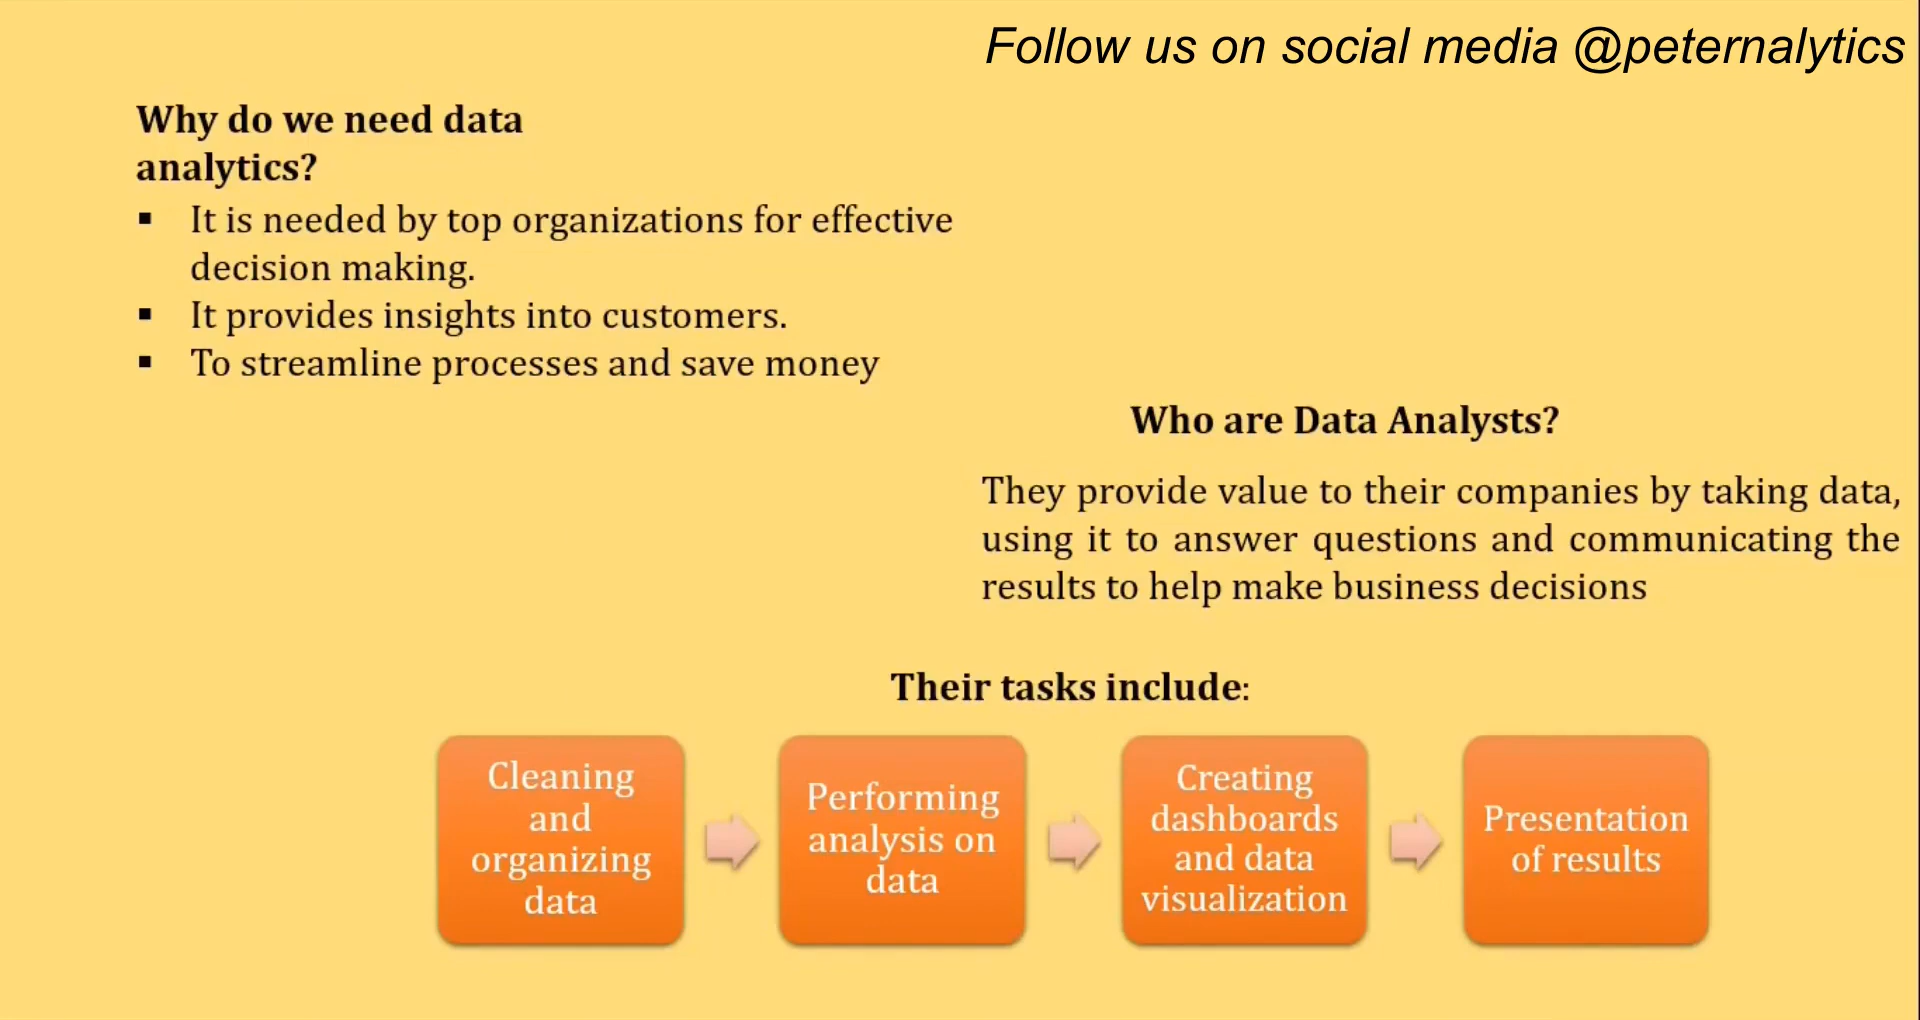 Follow us on social media @peternalytics
Why do we need data
analytics?
▪ It is needed by top organizations for effective
decision making.
▪ It provides insights into customers.
▪ To streamline processes and save money
Who are Data Analysts?
They provide value to their companies by taking data,
using it to answer questions and communicating the
results to help make business decisions
Their tasks include:
Cleaning
and
organizing
data
Performing
analysis on
data
Creating
dashboards
and data
visualization
Presentation
of results